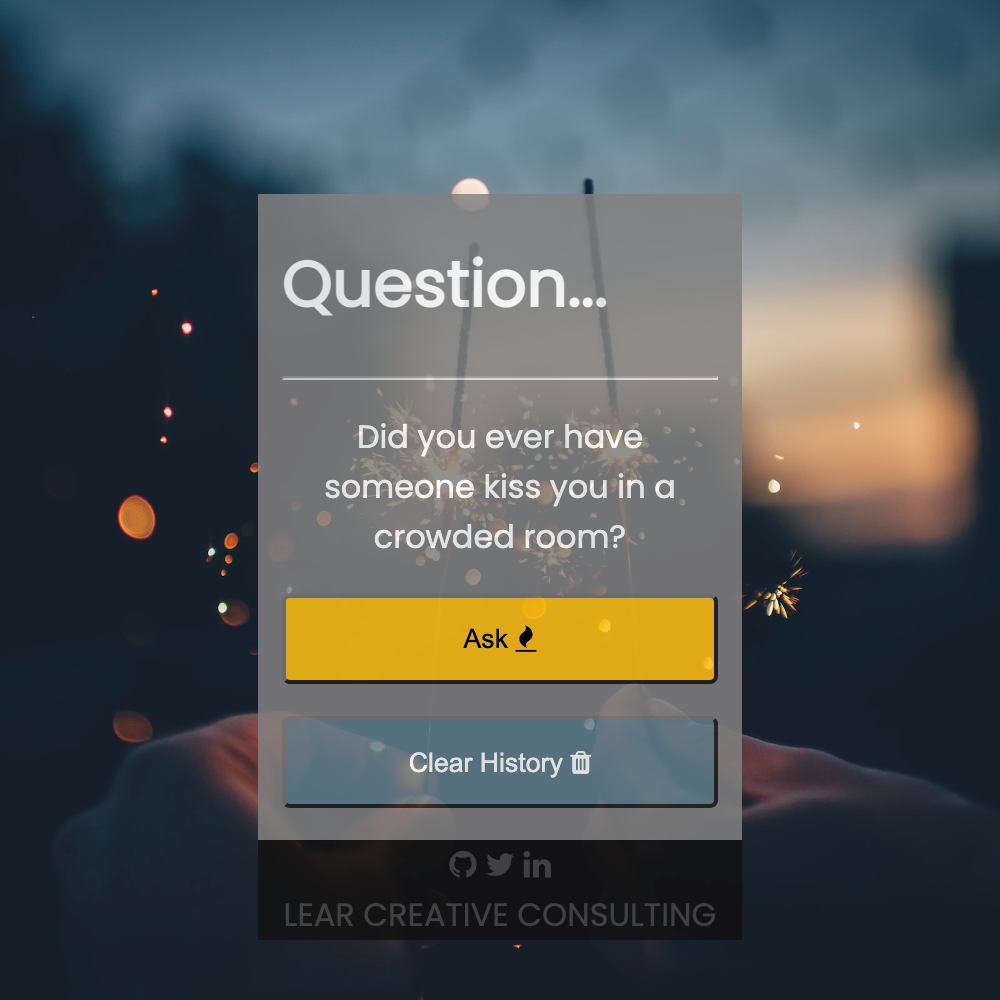 Question...
Did you ever have
someone kiss you in a
crowded room?
Ask
Clear History
LEAR CREATIVE CONSULTING